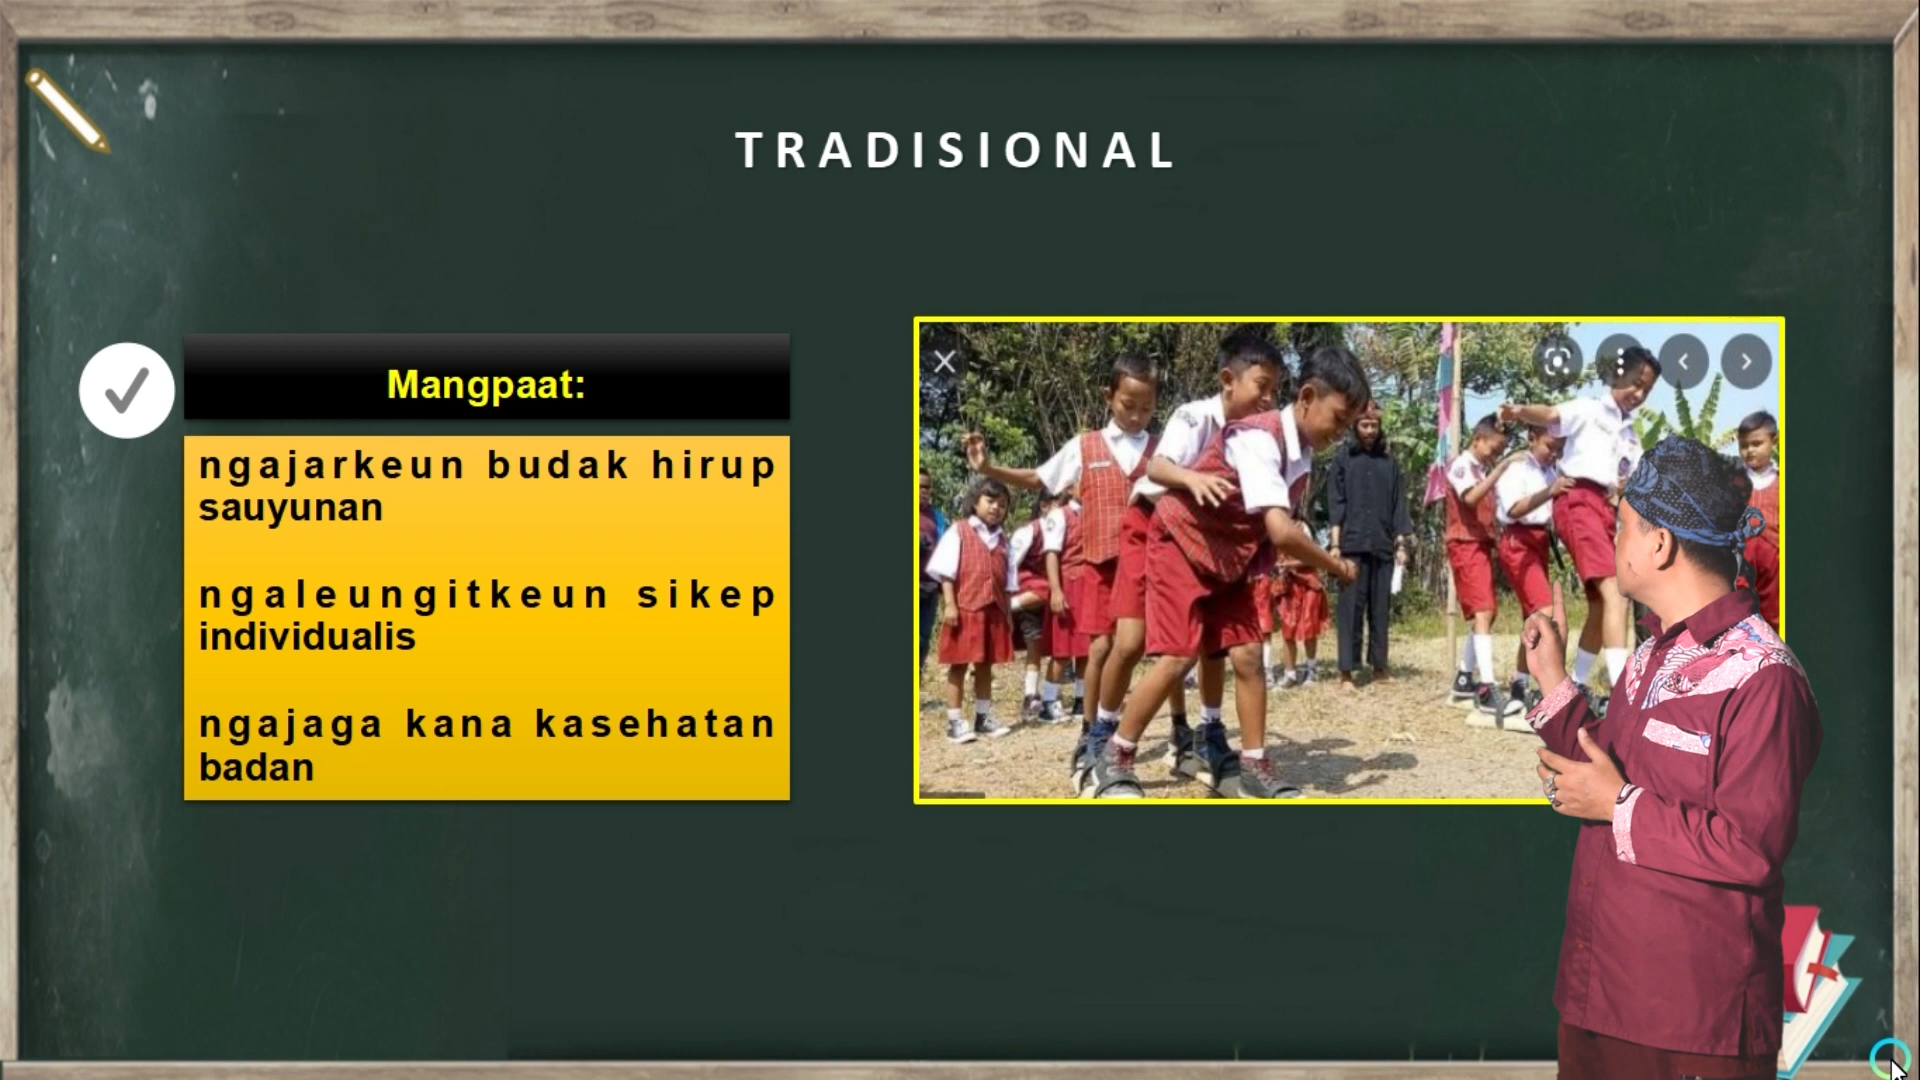 TRADISIONAL
Mangpaat:
ngajarkeun budak hirup
sauyunan
ngaleungitkeun sikep
individualis
ngajaga kana kasehatan
badan